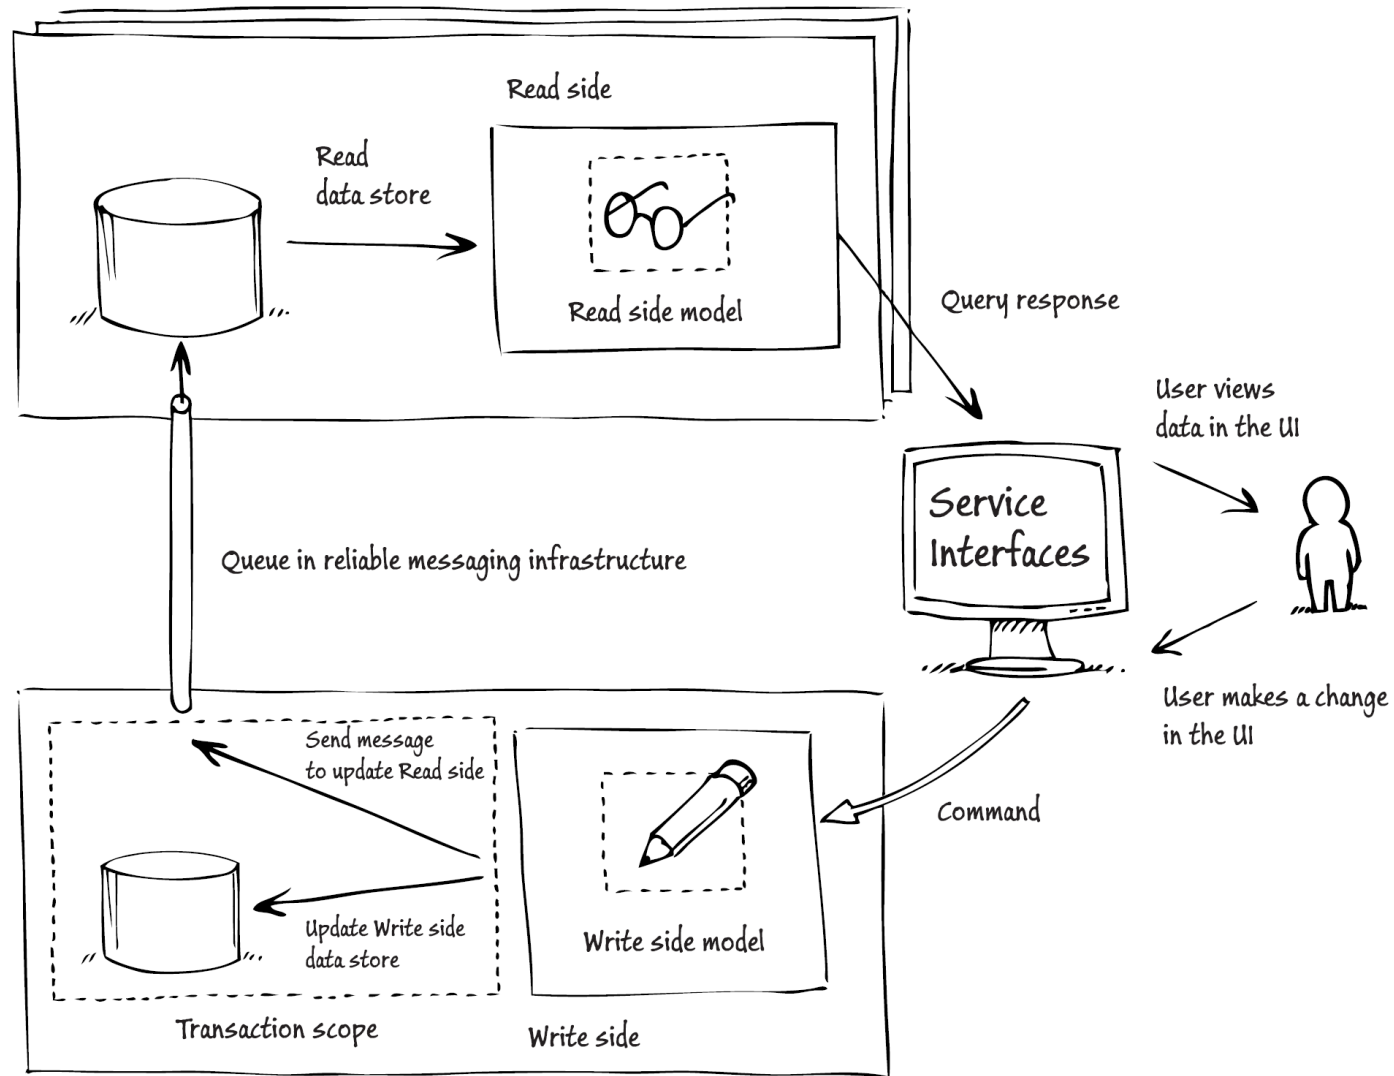 Read side
Read
data store
Read side model
Query response
User views
data in the UI
Service
Interfaces
Queue in reliable messaging infrastructure
User makes a change
in the UI
Send message
to update Read side
Command
Update Write side
data store
Write side model
Transaction scope
Write side